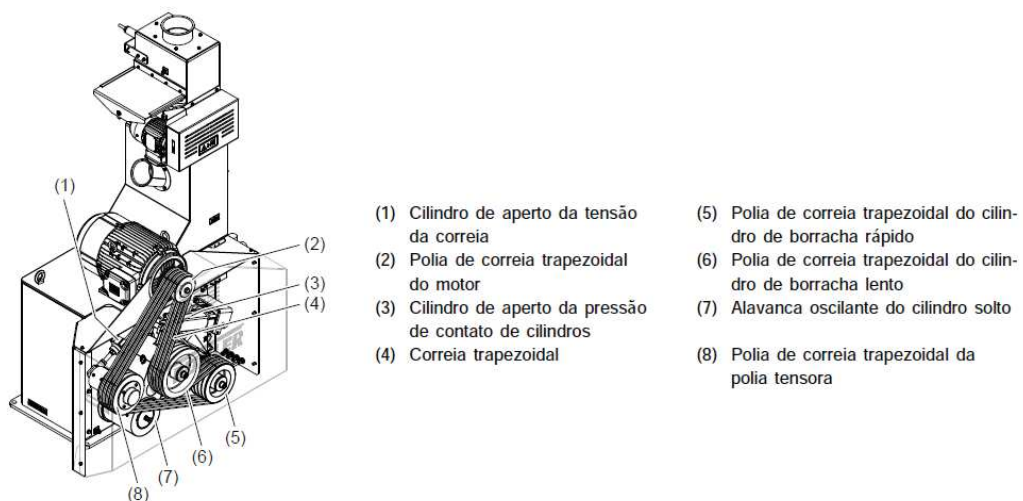 (1)
(2)
(3)
(4)
(5)
(6)
(7)
(8)
(1) Cilindro de aperto da tensão
da correia
(2) Polia de correia trapezoidal
do motor
(3) Cilindro de aperto da pressão
de contato de cilindros
(4) Correia trapezoidal
(5) Polia de correia trapezoidal do cilin-
dro de borracha rápido
(6) Polia de correia trapezoidal do cilin-
dro de borracha lento
(7) Alavanca oscilante do cilindro solto
(8) Polia de correia trapezoidal da
polia tensora